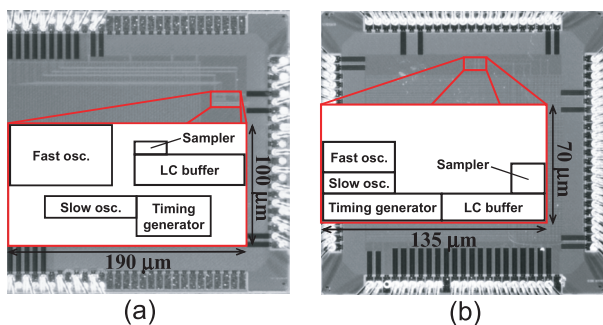 Sampler
Fast osc.
LC buffer
Slow osc.
Timing
generator
100 μm
190 μm
(a)
Fast osc.
Sampler
Slow osc.
Timing generator
LC buffer
70 μm
135 μm
(b)